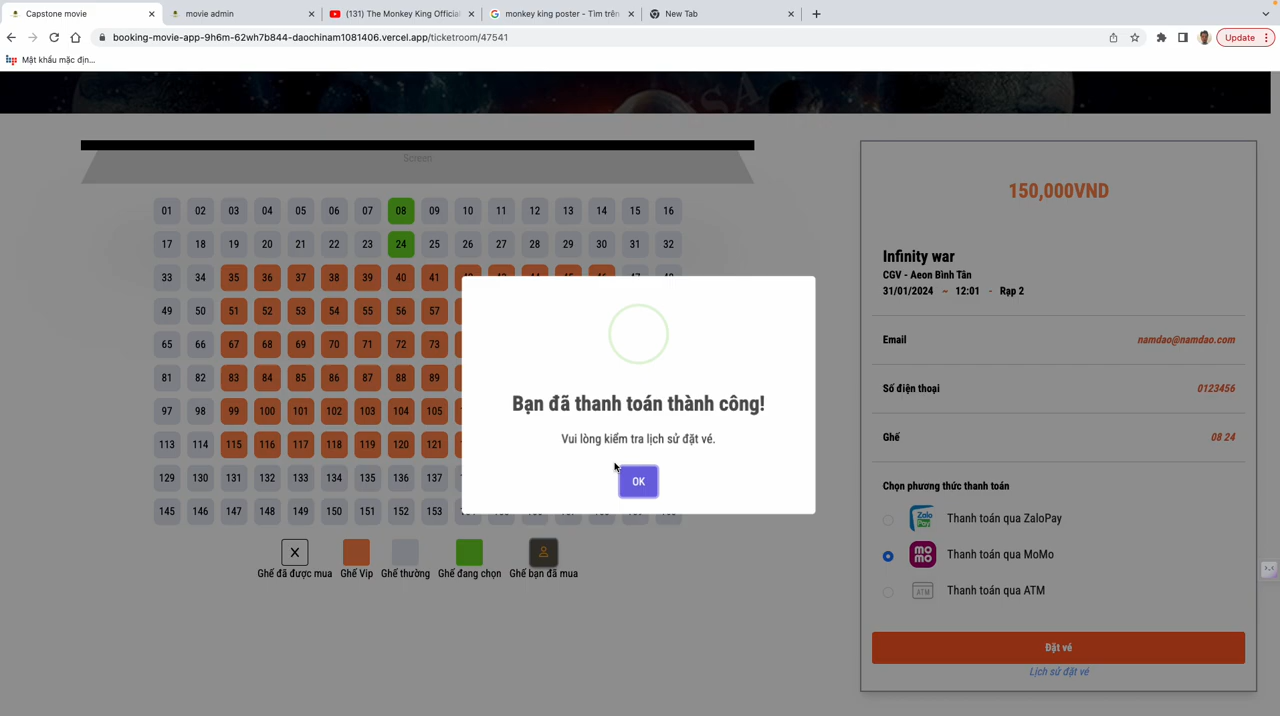 Capstone movie
movie admin
(131) The Monkey King Official
monkey king poster - Tìm trên
New Tab
booking-movie-app-9h6m-62wh7b844-daochinam1081406.vercel.app/ticketroom/47541
Update
Mật khẩu mặc địn...
Screen
01 02 03 04 05 06 07 08 09 10 11 12 13 14 15 16
17 18 19 20 21 22 23 24 25 26 27 28 29 30 31 32
33 34 35 36 37 38 39 40 41
49 50 51 52 53 54 55 56 57
65 66 67 68 69 70 71 72 73
81 82 83 84 85 86 87 88 89
97 98 99 100 101 102 103 104 105
113 114 115 116 117 118 119 120 121
129 130 131 132 133 134 135 136 137
145 146 147 148 149 150 151 152 153
X
Ghế đã được mua
Ghế Vip
Ghế thường
Ghế đang chọn
Ghế bạn đã mua
Bạn đã thanh toán thành công!
Vui lòng kiểm tra lịch sử đặt vé.
OK
150,000VND
Infinity war
CGV - Aeon Bình Tân
31/01/2024 ~ 12:01 - Rạp 2
Email namdao@namdao.com
Số điện thoại 0123456
Ghế 08 24
Chọn phương thức thanh toán
Zalo Pay Thanh toán qua ZaloPay
mo mo Thanh toán qua MoMo
ATM Thanh toán qua ATM
Đặt vé
Lịch sử đặt vé